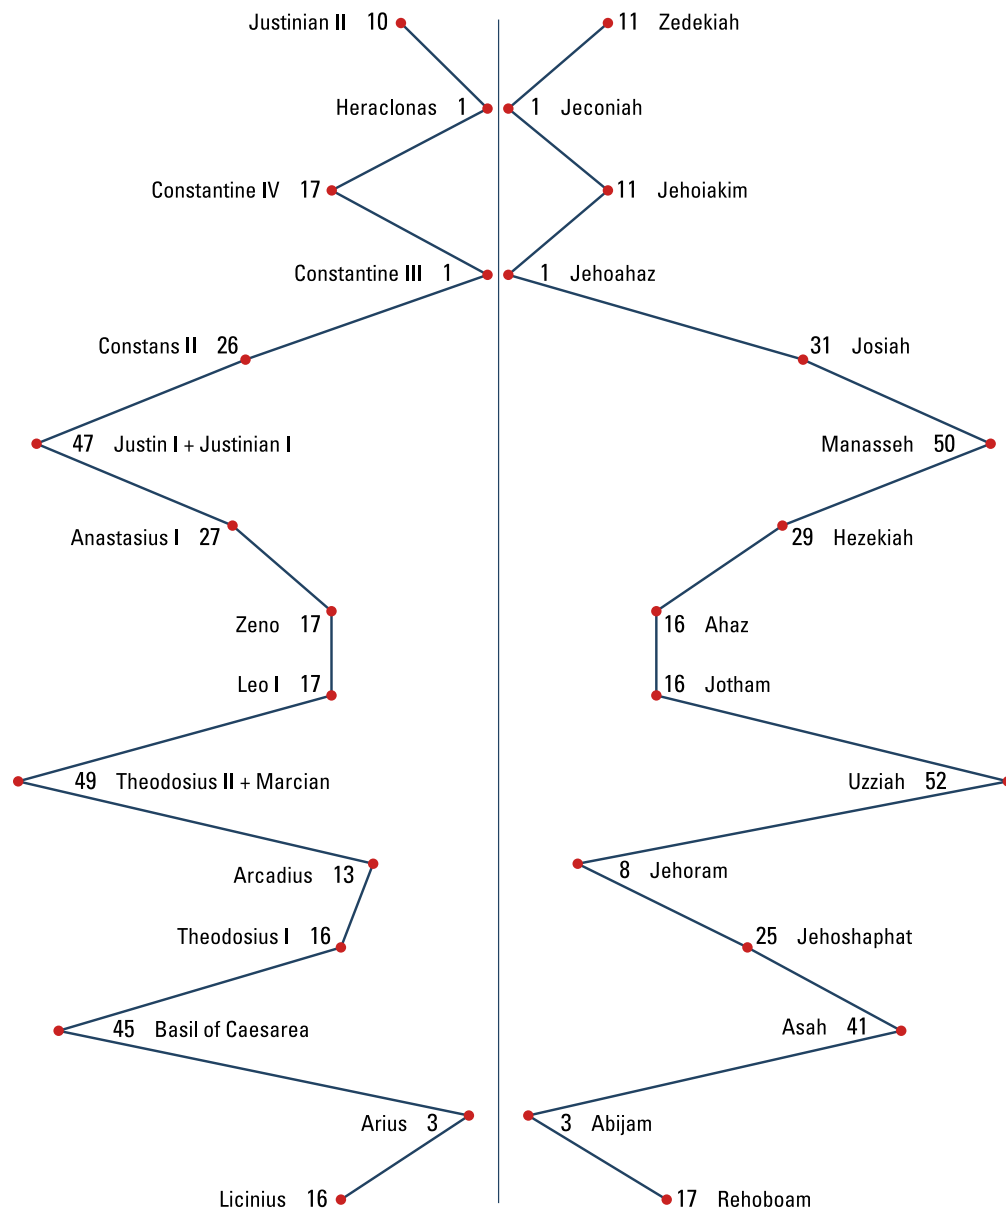 Justinian II 10 11 Zedekiah
Heraclonas 1 1 Jeconiah
Constantine IV 17 11 Jehoiakim
Constantine III 1 1 Jehoahaz
Constans II 26 31 Josiah
47 Justin I + Justinian I Manasseh 50
Anastasius I 27 29 Hezekiah
Zeno 17 16 Ahaz
Leo I 17 16 Jotham
49 Theodosius II + Marcian Uzziah 52
Arcadius 13 8 Jehoram
Theodosius I 16 25 Jehoshaphat
45 Basil of Caesarea Asah 41
Arius 3 3 Abijam
Licinius 16 17 Rehoboam